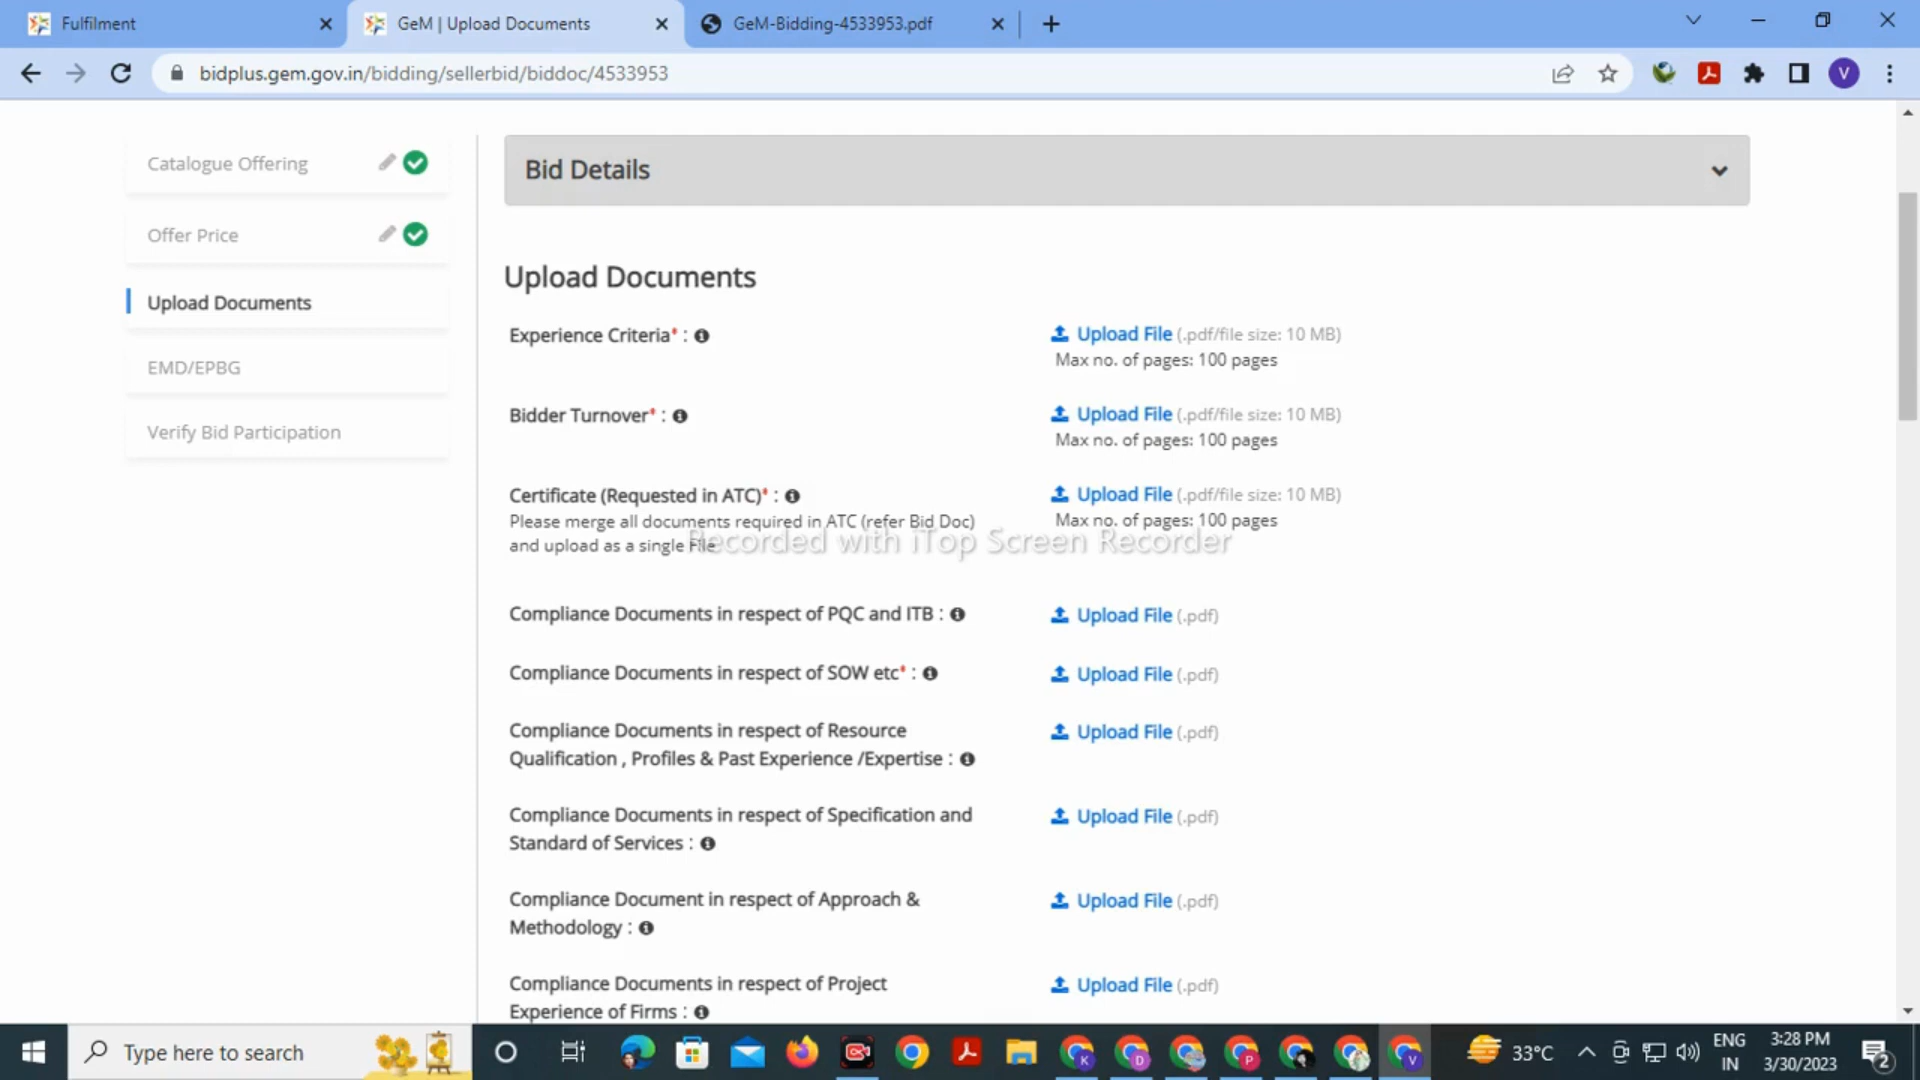 Fulfilment
GeM | Upload Documents
GeM-Bidding-4533953.pdf
bidplus.gem.gov.in/bidding/sellerbid/biddoc/4533953
V
Catalogue Offering
Offer Price
Upload Documents
EMD/EPBG
Verify Bid Participation
Bid Details
Upload Documents
Experience Criteria* :
Upload File (.pdf/file size: 10 MB)
Max no. of pages: 100 pages
Bidder Turnover* :
Upload File (.pdf/file size: 10 MB)
Max no. of pages: 100 pages
Certificate (Requested in ATC)* :
Please merge all documents required in ATC (refer Bid Doc)
and upload as a single File
Upload File (.pdf/file size: 10 MB)
Max no. of pages: 100 pages
Recorded with iTop Screen Recorder
Compliance Documents in respect of PQC and ITB :
Upload File (.pdf)
Compliance Documents in respect of SOW etc* :
Upload File (.pdf)
Compliance Documents in respect of Resource
Qualification , Profiles & Past Experience /Expertise :
Upload File (.pdf)
Compliance Documents in respect of Specification and
Standard of Services :
Upload File (.pdf)
Compliance Document in respect of Approach &
Methodology :
Upload File (.pdf)
Compliance Documents in respect of Project
Experience of Firms :
Upload File (.pdf)
Type here to search
K
D
P
V
33°C
ENG
IN
3:28 PM
3/30/2023
2